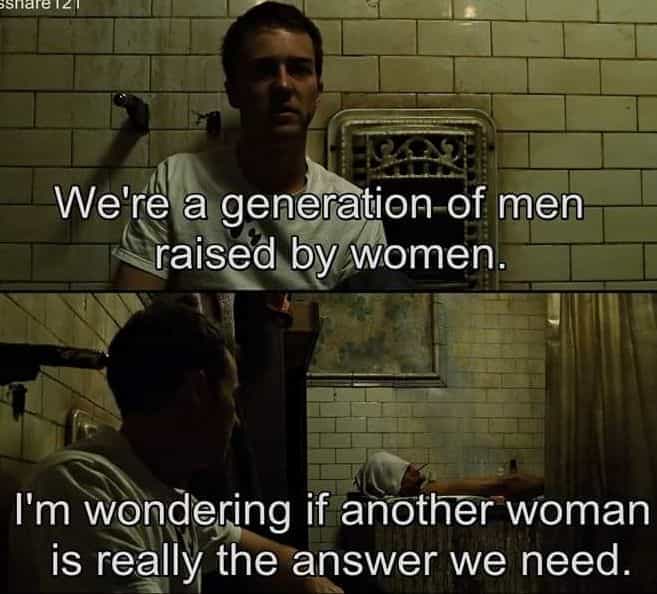 We're a generation of men
raised by women.
I'm wondering if another woman
is really the answer we need.